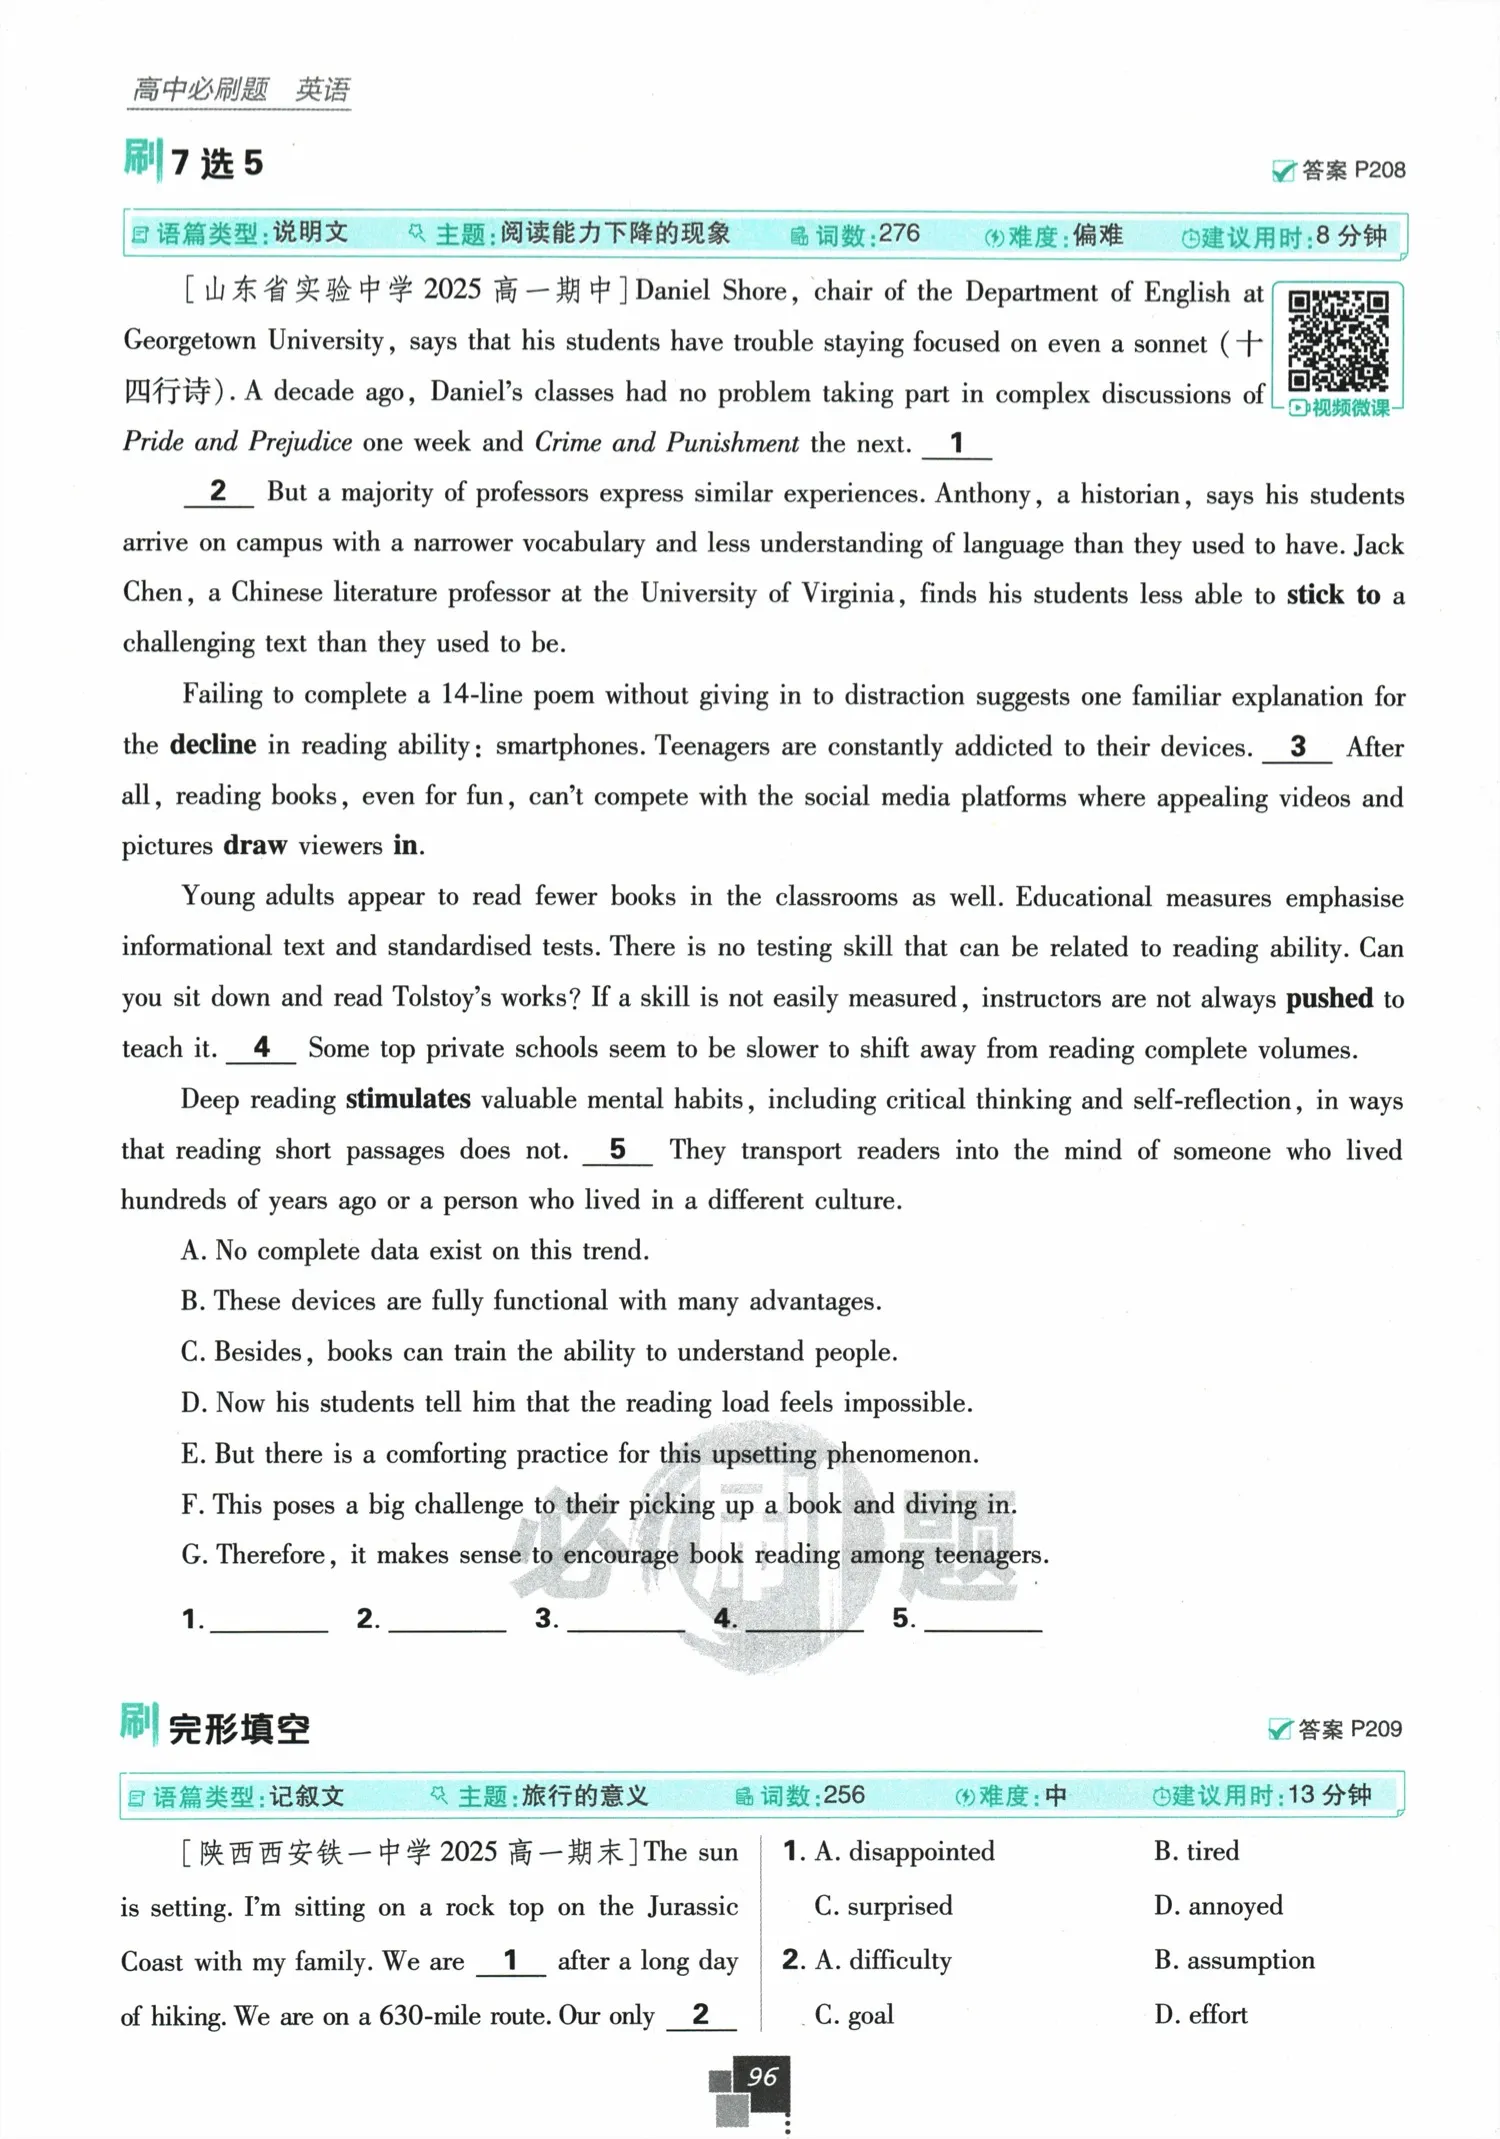 高中必刷题 英语
刷 7 选 5
答案 P208
语篇类型:说明文 主题:阅读能力下降的现象 词数:276 难度:偏难 建议用时:8 分钟
[山东省实验中学 2025 高一期中]Daniel Shore, chair of the Department of English at
Georgetown University, says that his students have trouble staying focused on even a sonnet (十
四行诗). A decade ago, Daniel's classes had no problem taking part in complex discussions of
视频微课
Pride and Prejudice one week and Crime and Punishment the next. 1
2 But a majority of professors express similar experiences. Anthony, a historian, says his students
arrive on campus with a narrower vocabulary and less understanding of language than they used to have. Jack
Chen, a Chinese literature professor at the University of Virginia, finds his students less able to stick to a
challenging text than they used to be.
Failing to complete a 14-line poem without giving in to distraction suggests one familiar explanation for
the decline in reading ability: smartphones. Teenagers are constantly addicted to their devices. 3 After
all, reading books, even for fun, can't compete with the social media platforms where appealing videos and
pictures draw viewers in.
Young adults appear to read fewer books in the classrooms as well. Educational measures emphasise
informational text and standardised tests. There is no testing skill that can be related to reading ability. Can
you sit down and read Tolstoy's works? If a skill is not easily measured, instructors are not always pushed to
teach it. 4 Some top private schools seem to be slower to shift away from reading complete volumes.
Deep reading stimulates valuable mental habits, including critical thinking and self-reflection, in ways
that reading short passages does not. 5 They transport readers into the mind of someone who lived
hundreds of years ago or a person who lived in a different culture.
A. No complete data exist on this trend.
B. These devices are fully functional with many advantages.
C. Besides, books can train the ability to understand people.
D. Now his students tell him that the reading load feels impossible.
E. But there is a comforting practice for this upsetting phenomenon.
F. This poses a big challenge to their picking up a book and diving in.
G. Therefore, it makes sense to encourage book reading among teenagers.
必刷题
1. 2. 3. 4. 5.
刷 完形填空
答案 P209
语篇类型:记叙文 主题:旅行的意义 词数:256 难度:中 建议用时:13 分钟
[陕西西安铁一中学 2025 高一期末]The sun
is setting. I'm sitting on a rock top on the Jurassic
Coast with my family. We are 1 after a long day
of hiking. We are on a 630-mile route. Our only 2
1. A. disappointed B. tired
C. surprised D. annoyed
2. A. difficulty B. assumption
C. goal D. effort
96